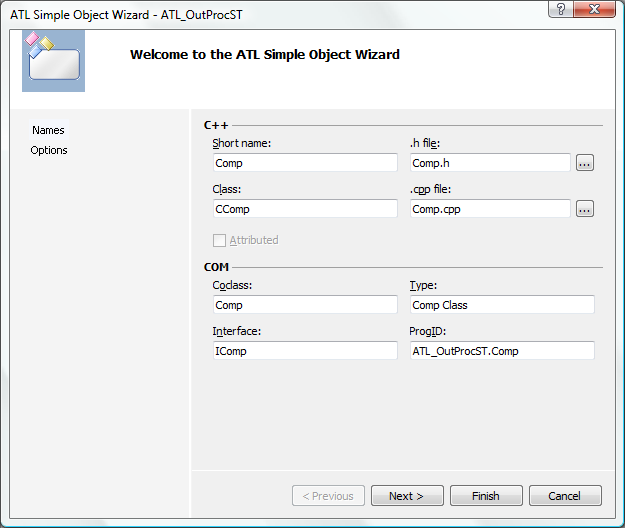 ATL Simple Object Wizard - ATL_OutProcST
?
Welcome to the ATL Simple Object Wizard
Names
Options
C++
Short name:
.h file:
Comp
Comp.h
...
Class:
.cpp file:
CComp
Comp.cpp
...
Attributed
COM
Coclass:
Type:
Comp
Comp Class
Interface:
ProgID:
IComp
ATL_OutProcST.Comp
< Previous
Next >
Finish
Cancel